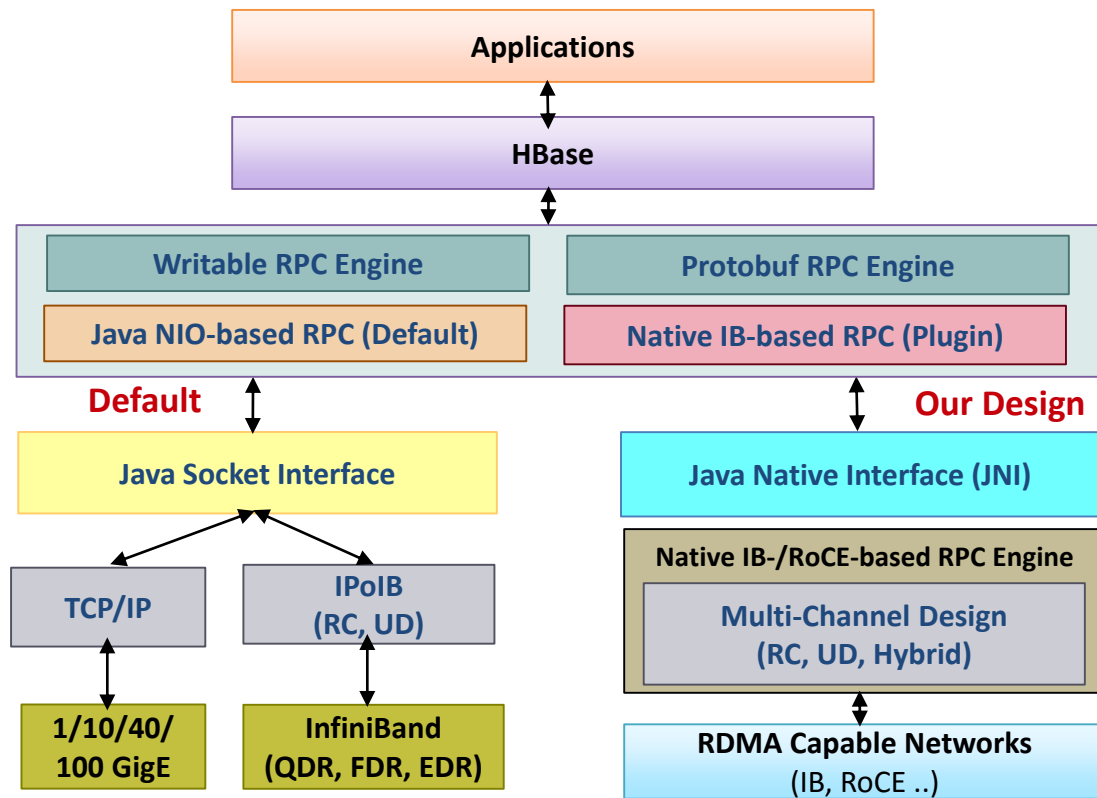 Applications
HBase
Writable RPC Engine
Protobuf RPC Engine
Java NIO-based RPC (Default)
Native IB-based RPC (Plugin)
Default
Our Design
Java Socket Interface
Java Native Interface (JNI)
Native IB-/RoCE-based RPC Engine
TCP/IP
IPoIB
(RC, UD)
Multi-Channel Design
(RC, UD, Hybrid)
1/10/40/
100 GigE
InfiniBand
(QDR, FDR, EDR)
RDMA Capable Networks
(IB, RoCE ..)